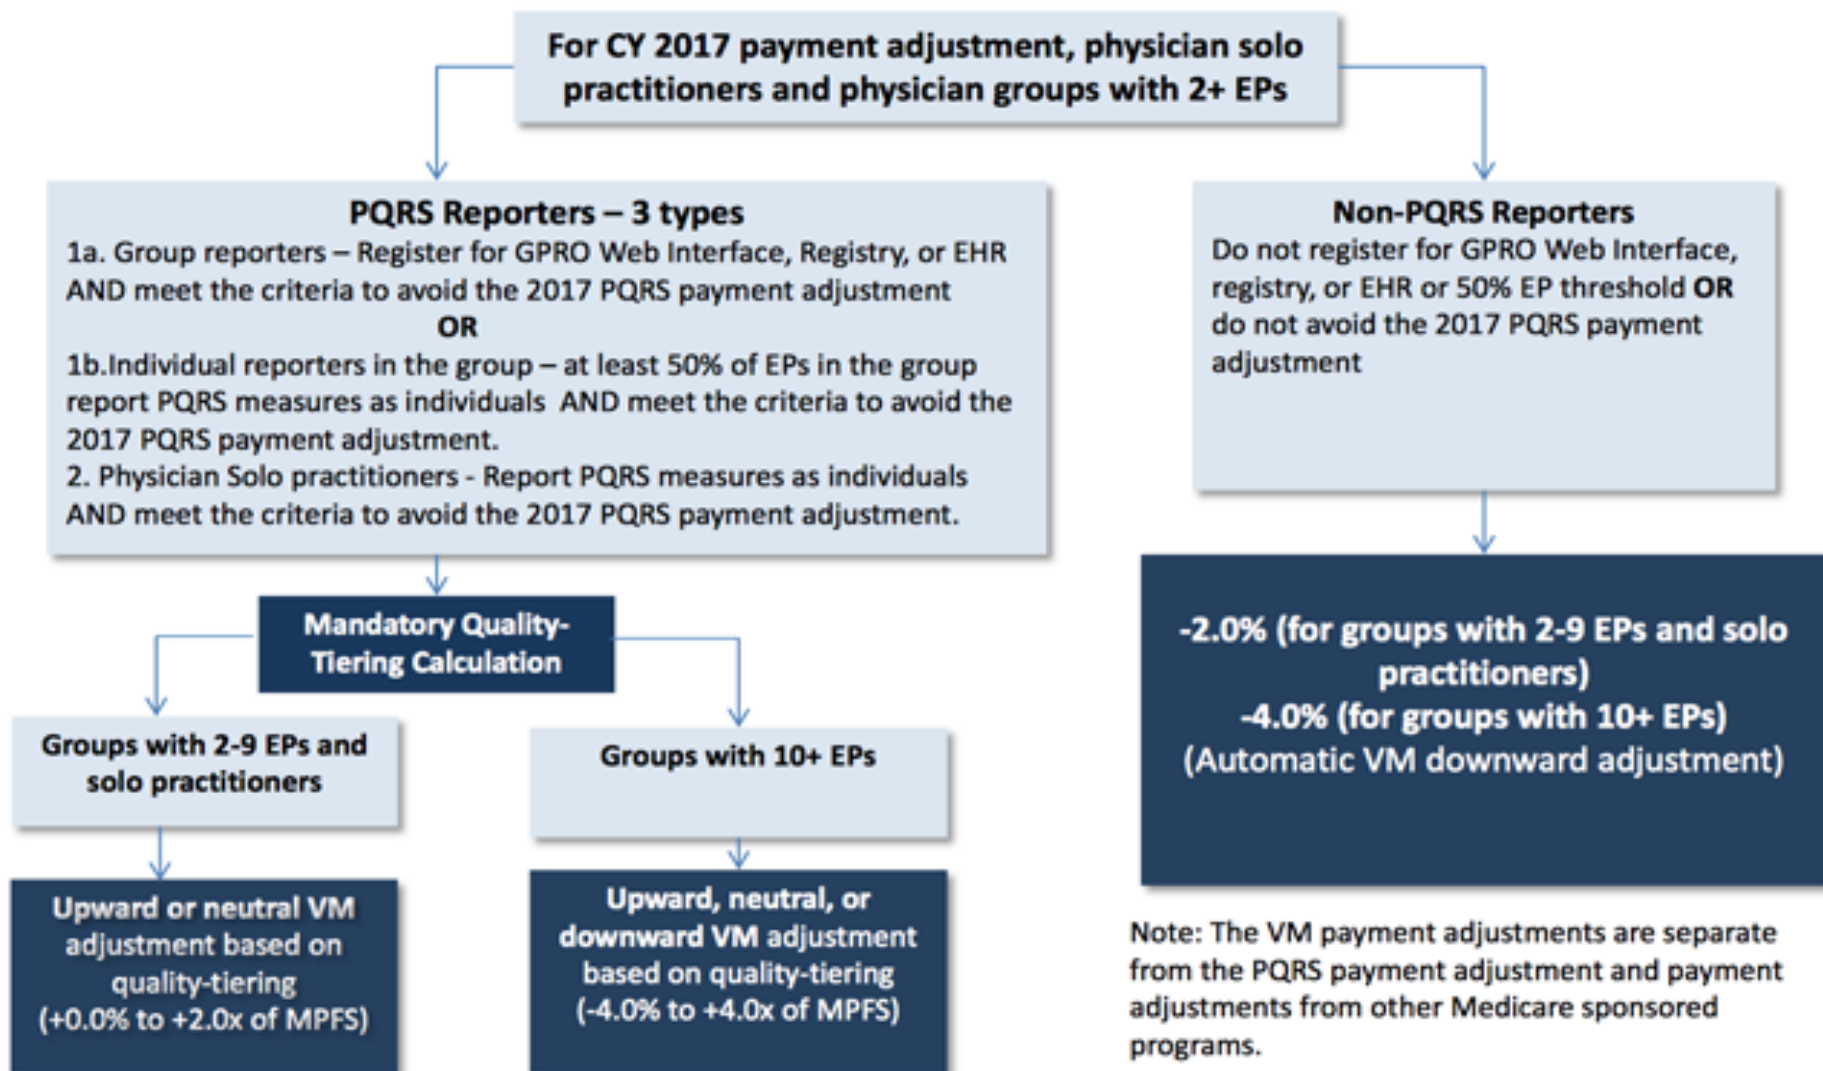 For CY 2017 payment adjustment, physician solo
practitioners and physician groups with 2+ EPs
PQRS Reporters – 3 types
1a. Group reporters – Register for GPRO Web Interface, Registry, or EHR
AND meet the criteria to avoid the 2017 PQRS payment adjustment
OR
1b.Individual reporters in the group – at least 50% of EPs in the group
report PQRS measures as individuals AND meet the criteria to avoid the
2017 PQRS payment adjustment.
2. Physician Solo practitioners - Report PQRS measures as individuals
AND meet the criteria to avoid the 2017 PQRS payment adjustment.
Non-PQRS Reporters
Do not register for GPRO Web Interface,
registry, or EHR or 50% EP threshold OR
do not avoid the 2017 PQRS payment
adjustment
Mandatory Quality-
Tiering Calculation
Groups with 2-9 EPs and
solo practitioners
Groups with 10+ EPs
Upward or neutral VM
adjustment based on
quality-tiering
(+0.0% to +2.0x of MPFS)
Upward, neutral, or
downward VM adjustment
based on quality-tiering
(-4.0% to +4.0x of MPFS)
-2.0% (for groups with 2-9 EPs and solo
practitioners)
-4.0% (for groups with 10+ EPs)
(Automatic VM downward adjustment)
Note: The VM payment adjustments are separate
from the PQRS payment adjustment and payment
adjustments from other Medicare sponsored
programs.